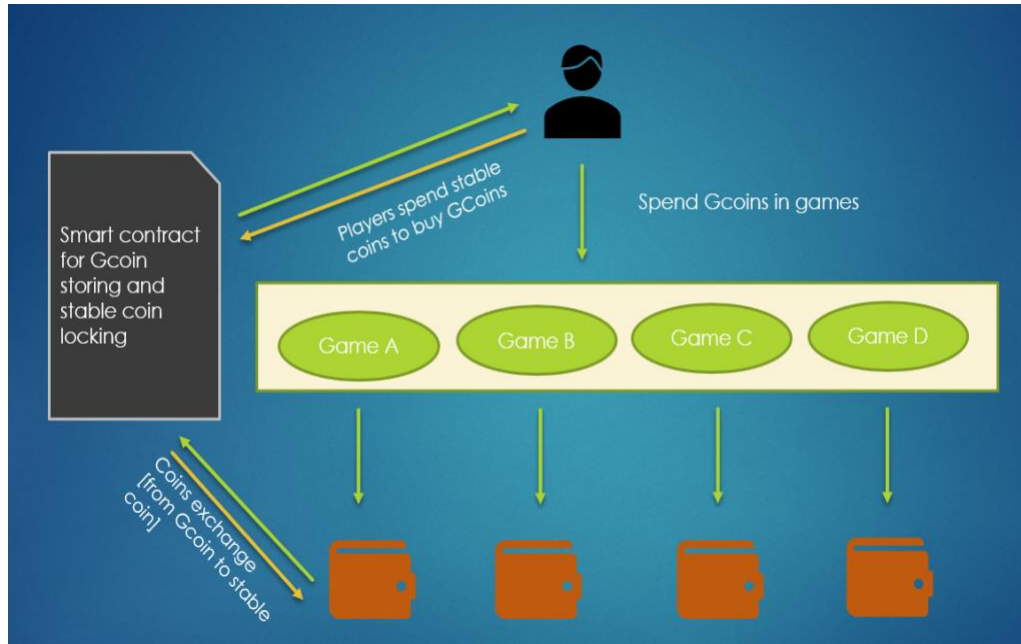 Players spend stable
coins to buy GCoins
Spend Gcoins in games
Smart contract
for Gcoin
storing and
stable coin
locking
Game A
Game B
Game C
Game D
Coins exchange
[from Gcoin to stable
coin]